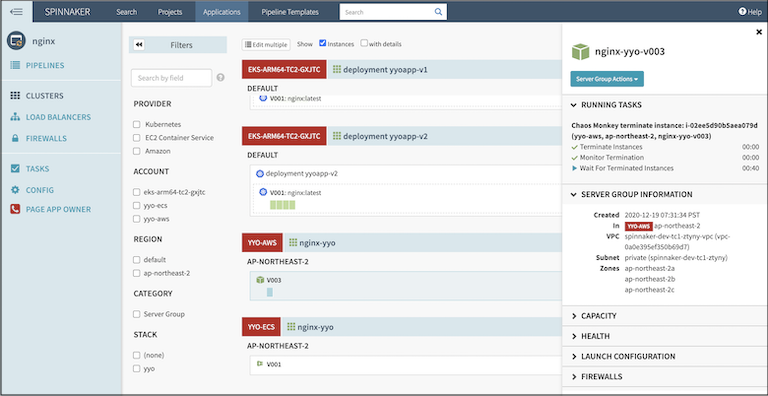 SPINNAKER Search Projects Applications Pipeline Templates Search Help
nginx
PIPELINES
CLUSTERS
LOAD BALANCERS
FIREWALLS
TASKS
CONFIG
PAGE APP OWNER
Filters
Search by field
PROVIDER
Kubernetes
EC2 Container Service
Amazon
ACCOUNT
eks-arm64-tc2-gxjtc
yyo-ecs
yyo-aws
REGION
default
ap-northeast-2
CATEGORY
Server Group
STACK
(none)
yyo
Edit multiple Show Instances with details
EKS-ARM64-TC2-GXJTC deployment yyoapp-v1
DEFAULT
V001: nginx:latest
EKS-ARM64-TC2-GXJTC deployment yyoapp-v2
DEFAULT
deployment yyoapp-v2
V001: nginx:latest
YYO-AWS nginx-yyo
AP-NORTHEAST-2
V003
YYO-ECS nginx-yyo
AP-NORTHEAST-2
V001
nginx-yyo-v003
Server Group Actions
RUNNING TASKS
Chaos Monkey terminate instance: i-02ee5d90b5aea079d
(yyo-aws, ap-northeast-2, nginx-yyo-v003)
Terminate Instances 00:00
Monitor Termination 00:00
Wait For Terminated Instances 00:40
SERVER GROUP INFORMATION
Created 2020-12-19 07:31:34 PST
In YYO-AWS ap-northeast-2
VPC spinnaker-dev-tc1-ztyny-vpc (vpc-
0a0e395ef350b69d7)
Subnet private (spinnaker-dev-tc1-ztyny)
Zones ap-northeast-2a
ap-northeast-2b
ap-northeast-2c
CAPACITY
HEALTH
LAUNCH CONFIGURATION
FIREWALLS